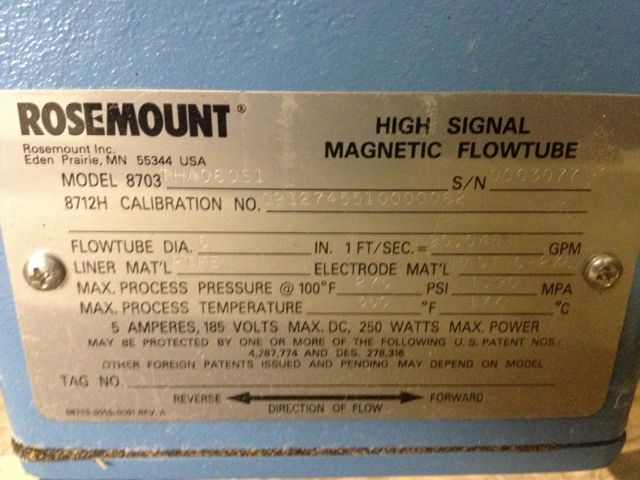 ROSEMOUNT®
Rosemount Inc.
Eden Prairie, MN 55344 USA
HIGH SIGNAL
MAGNETIC FLOWTUBE
MODEL 8703 S/N
8712H CALIBRATION NO.
FLOWTUBE DIA. 6 IN. 1 FT/SEC. = GPM
LINER MAT'L PTFE ELECTRODE MAT'L
MAX. PROCESS PRESSURE @ 100°F PSI MPA
MAX. PROCESS TEMPERATURE 350 °F 177 °C
5 AMPERES, 185 VOLTS MAX. DC, 250 WATTS MAX. POWER
MAY BE PROTECTED BY ONE OR MORE OF THE FOLLOWING U.S. PATENT NOS.:
4,287,774 AND DES. 278,316
OTHER FOREIGN PATENTS ISSUED AND PENDING. MAY DEPEND ON MODEL
TAG NO.
REVERSE FORWARD
DIRECTION OF FLOW